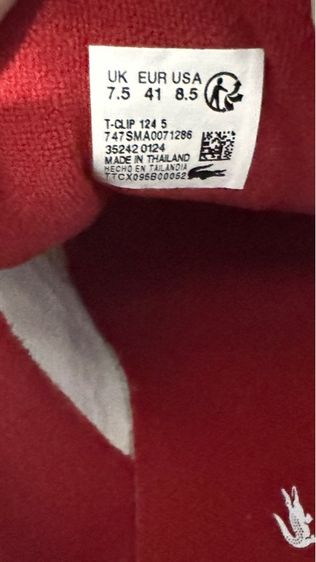 UK EUR USA
7.5 41 8.5
T-CLIP 124 5
747SMA0071286
35242 0124
MADE IN THAILAND
HECHO EN TAILANDIA
TTCX095B000525